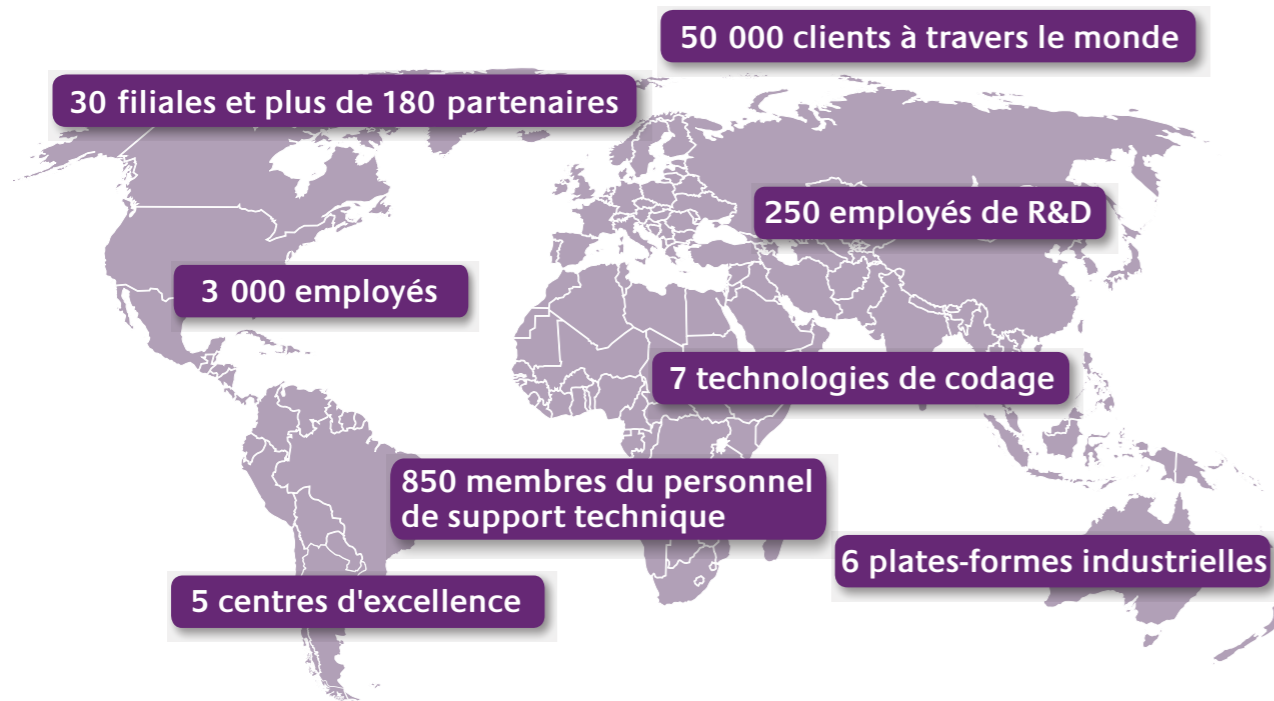 50 000 clients à travers le monde
30 filiales et plus de 180 partenaires
250 employés de R&D
3 000 employés
7 technologies de codage
850 membres du personnel
de support technique
6 plates-formes industrielles
5 centres d'excellence